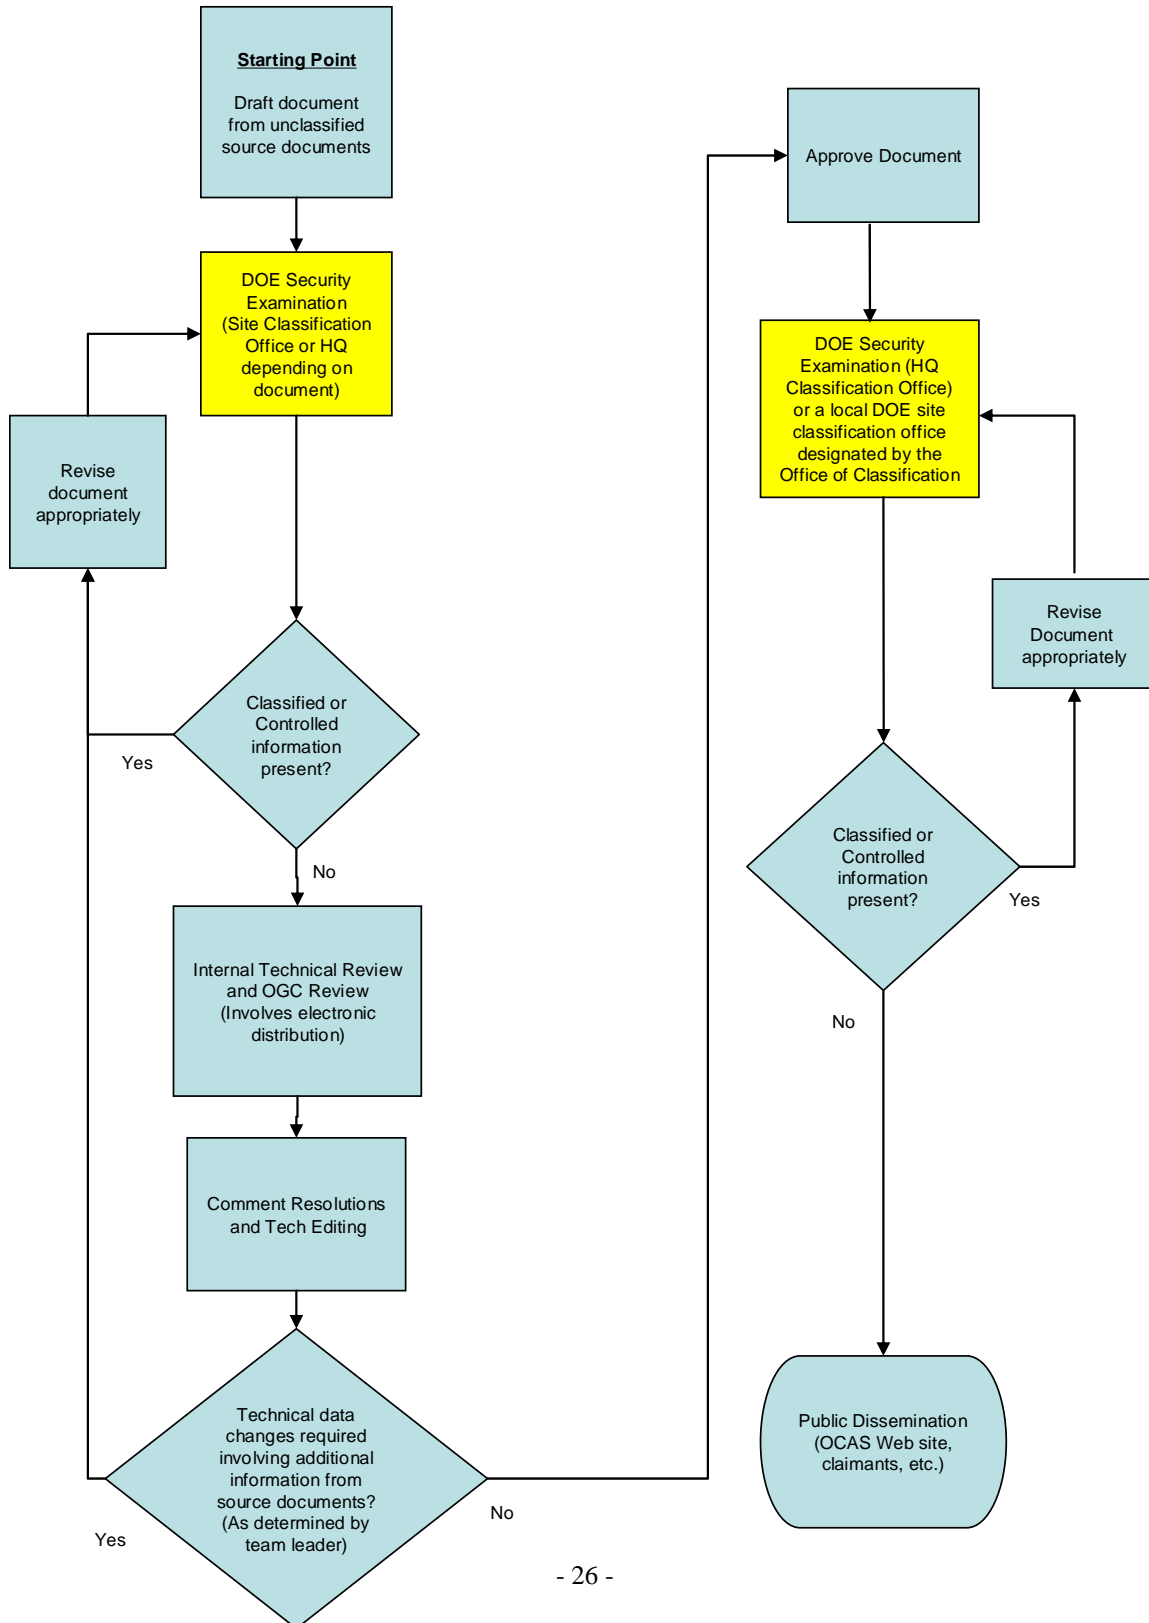 Starting Point
Draft document
from unclassified
source documents
DOE Security
Examination
(Site Classification
Office or HQ
depending on
document)
Revise
document
appropriately
Classified or
Controlled
information
present?
Yes
No
Internal Technical Review
and OGC Review
(Involves electronic
distribution)
Comment Resolutions
and Tech Editing
Technical data
changes required
involving additional
information from
source documents?
(As determined by
team leader)
Yes
No
Approve Document
DOE Security
Examination (HQ
Classification Office)
or a local DOE site
classification office
designated by the
Office of Classification
Revise
Document
appropriately
Classified or
Controlled
information
present?
Yes
No
Public Dissemination
(OCAS Web site,
claimants, etc.)
- 26 -